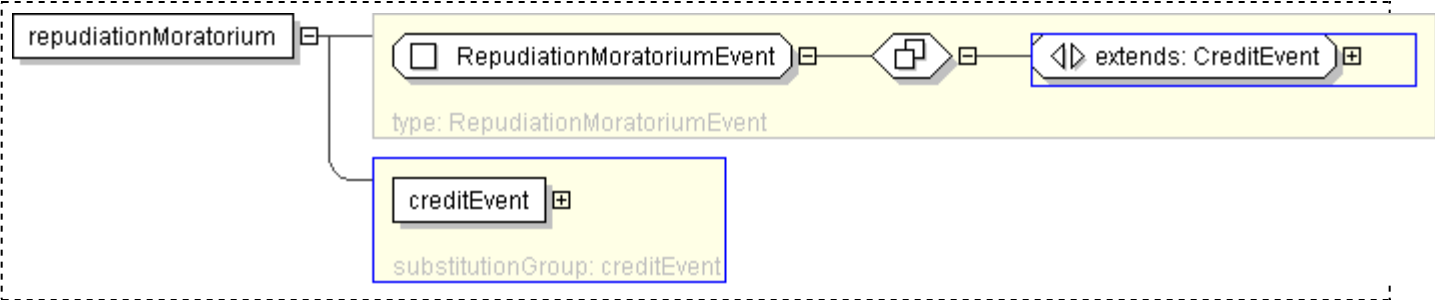 repudiationMoratorium
RepudiationMoratoriumEvent
extends: CreditEvent
type: RepudiationMoratoriumEvent
creditEvent
substitutionGroup: creditEvent